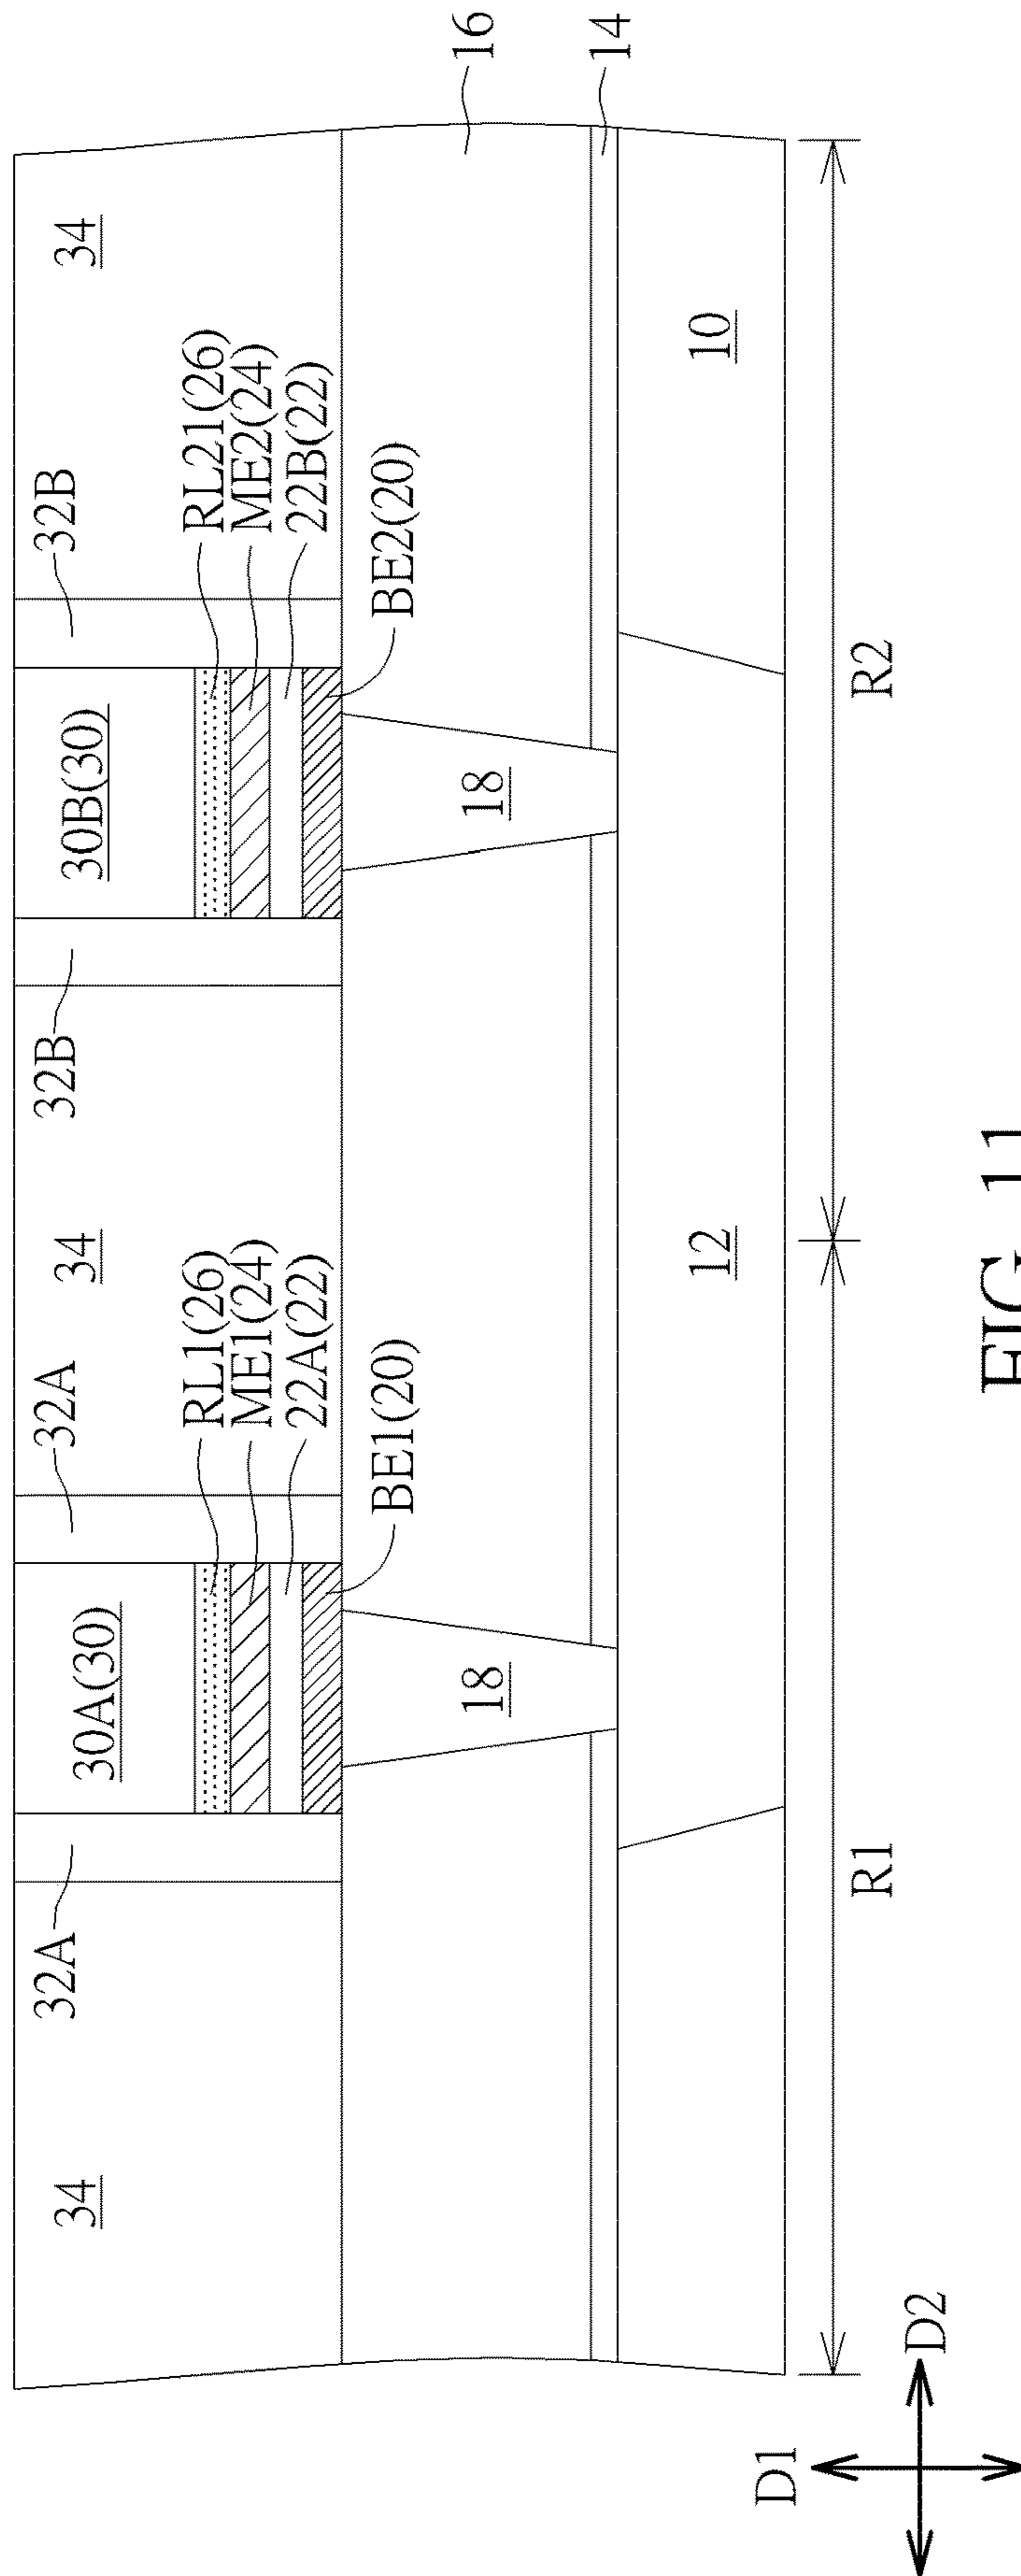 34
32A
30A(30)
32A
34
32B
30B(30)
32B
34
RL1(26)
ME1(24)
22A(22)
BE1(20)
RL21(26)
ME2(24)
22B(22)
BE2(20)
18
18
16
14
12
10
R1
R2
D1
D2
FIG. 11